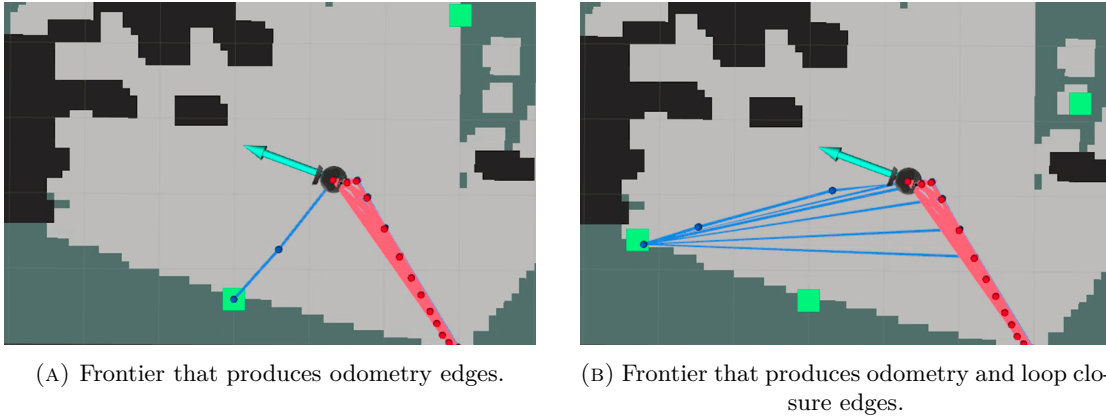 (A) Frontier that produces odometry edges.
(B) Frontier that produces odometry and loop clo-
sure edges.